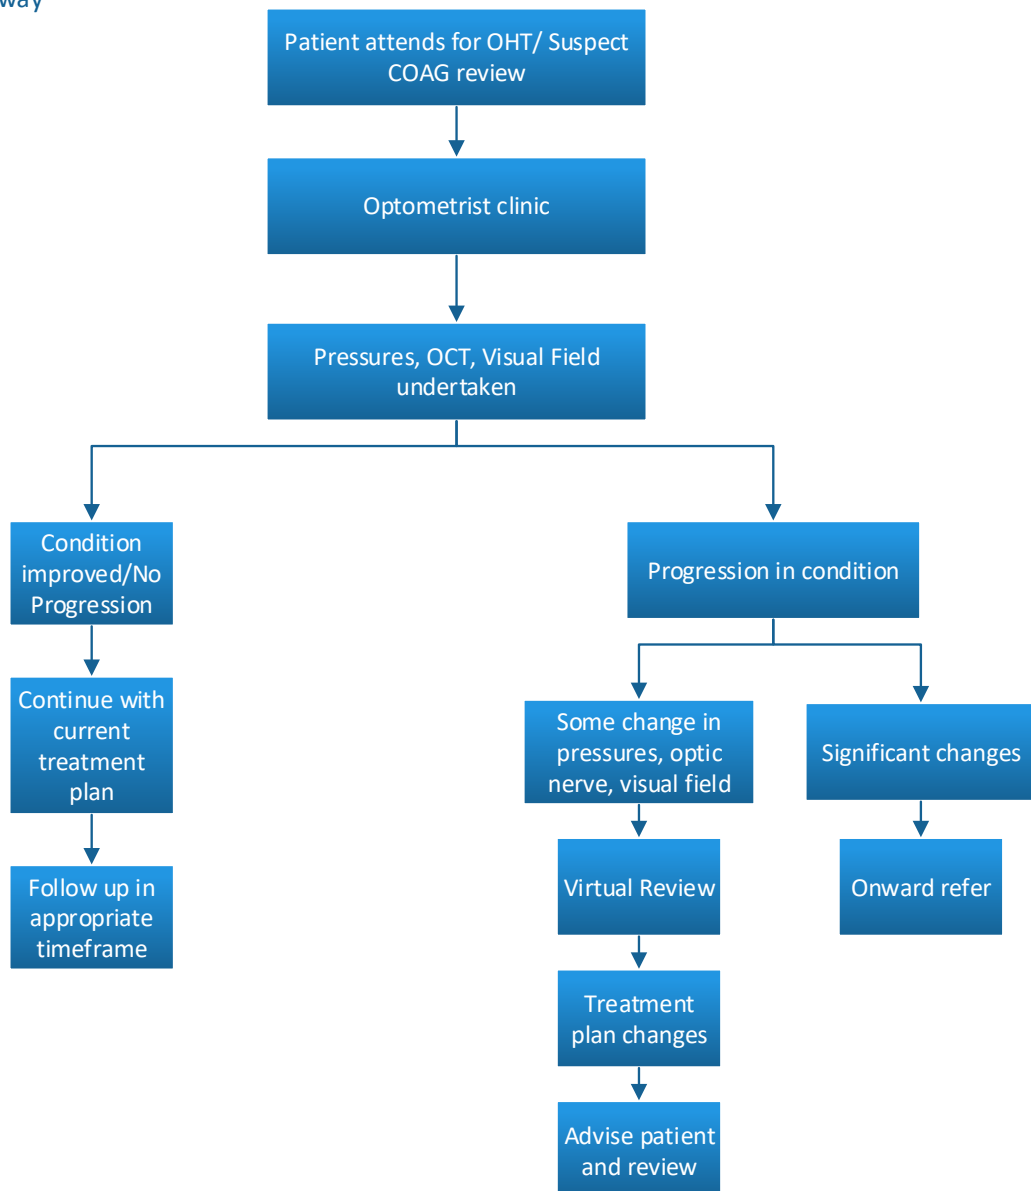 Patient attends for OHT/ Suspect
COAG review
Optometrist clinic
Pressures, OCT, Visual Field
undertaken
Condition
improved/No
Progression
Continue with
current
treatment
plan
Follow up in
appropriate
timeframe
Progression in condition
Some change in
pressures, optic
nerve, visual field
Virtual Review
Treatment
plan changes
Advise patient
and review
Significant changes
Onward refer